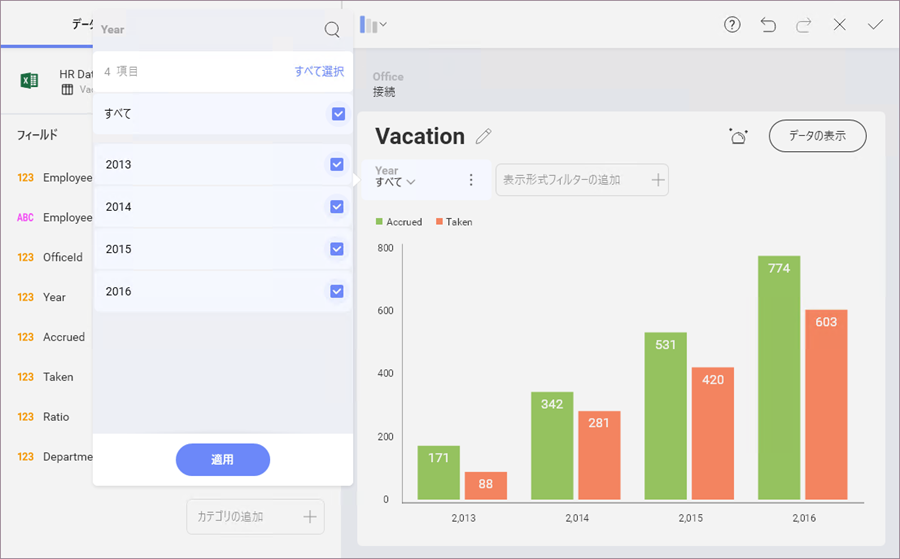 データ
Year
4 項目
すべて選択
すべて
2013
2014
2015
2016
適用
HR Dat
Va
フィールド
123 Employee
ABC Employee
123 OfficeId
123 Year
123 Accrued
123 Taken
123 Ratio
123 Departme
カテゴリの追加
?
Office
接続
Vacation
データの表示
Year
すべて
表示形式フィルターの追加
Accrued
Taken
800
600
400
200
0
171
88
342
281
531
420
774
603
2,013
2,014
2,015
2,016